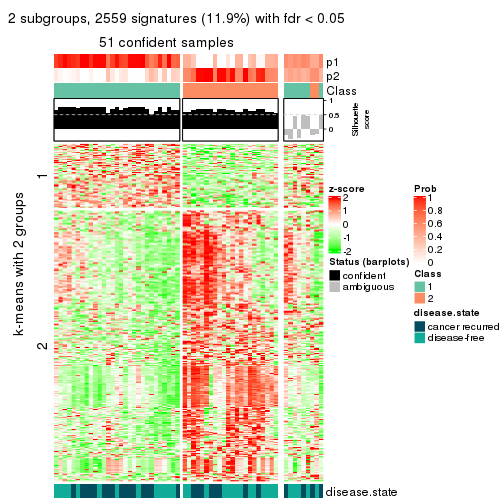 2 subgroups, 2559 signatures (11.9%) with fdr < 0.05
51 confident samples
p1
p2
Class
1
0.5
0
Silhouette
score
k-means with 2 groups
1
2
z-score
2
1
0
-1
-2
Status (barplots)
confident
ambiguous
Prob
1
0.8
0.6
0.4
0.2
0
Class
1
2
disease.state
cancer recurred
disease-free
disease.state